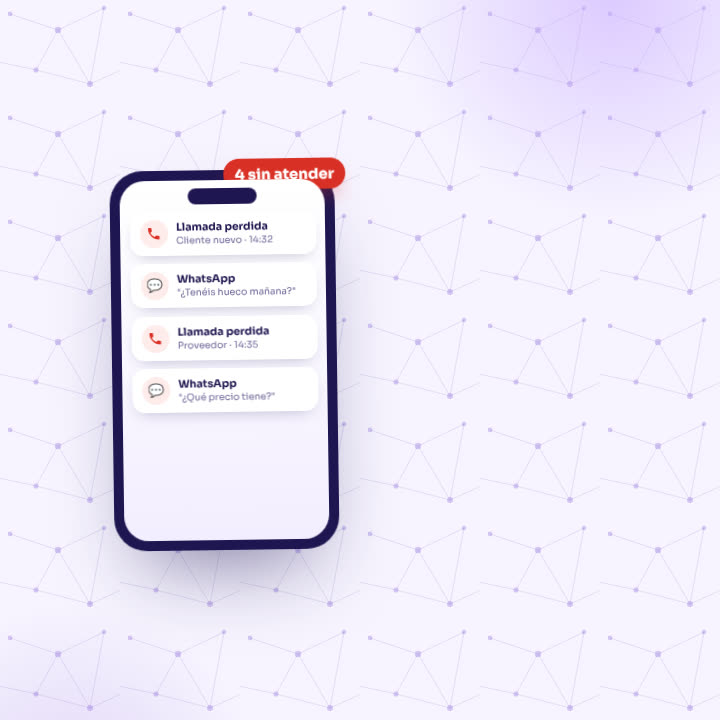 4 sin atender
Llamada perdida
Cliente nuevo · 14:32
WhatsApp
"¿Tenéis hueco mañana?"
Llamada perdida
Proveedor · 14:35
WhatsApp
"¿Qué precio tiene?"